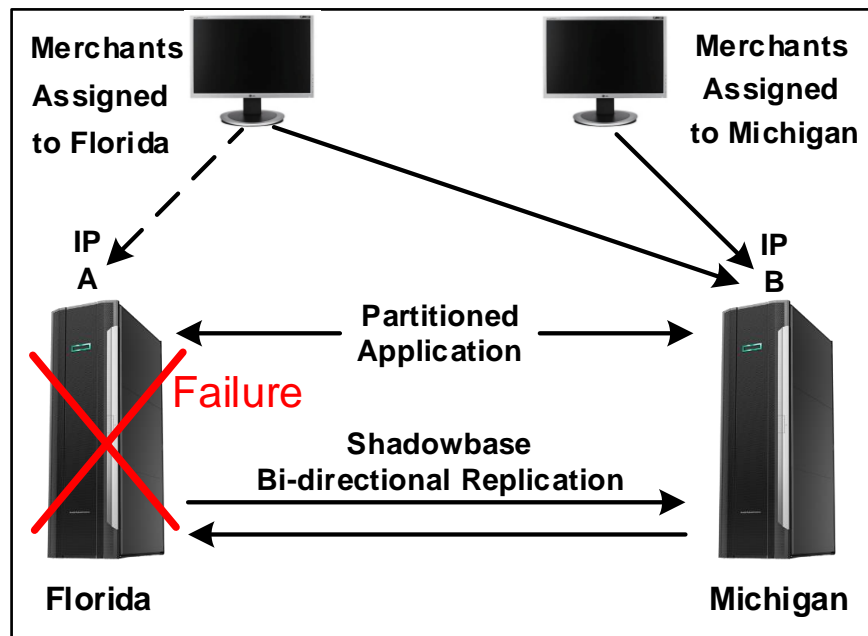 Merchants
Assigned
to Florida
Merchants
Assigned
to Michigan
IP
A
IP
B
Partitioned
Application
Failure
Shadowbase
Bi-directional Replication
Florida
Michigan